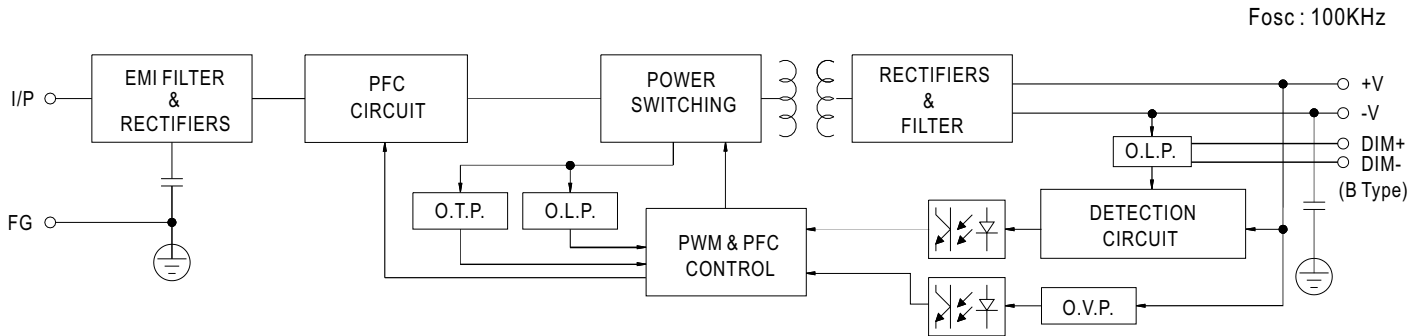 Fosc : 100KHz
I/P
EMI FILTER
&
RECTIFIERS
PFC
CIRCUIT
POWER
SWITCHING
RECTIFIERS
&
FILTER
+V
-V
DIM+
DIM-
(B Type)
O.L.P.
FG
O.T.P.
O.L.P.
PWM & PFC
CONTROL
DETECTION
CIRCUIT
O.V.P.